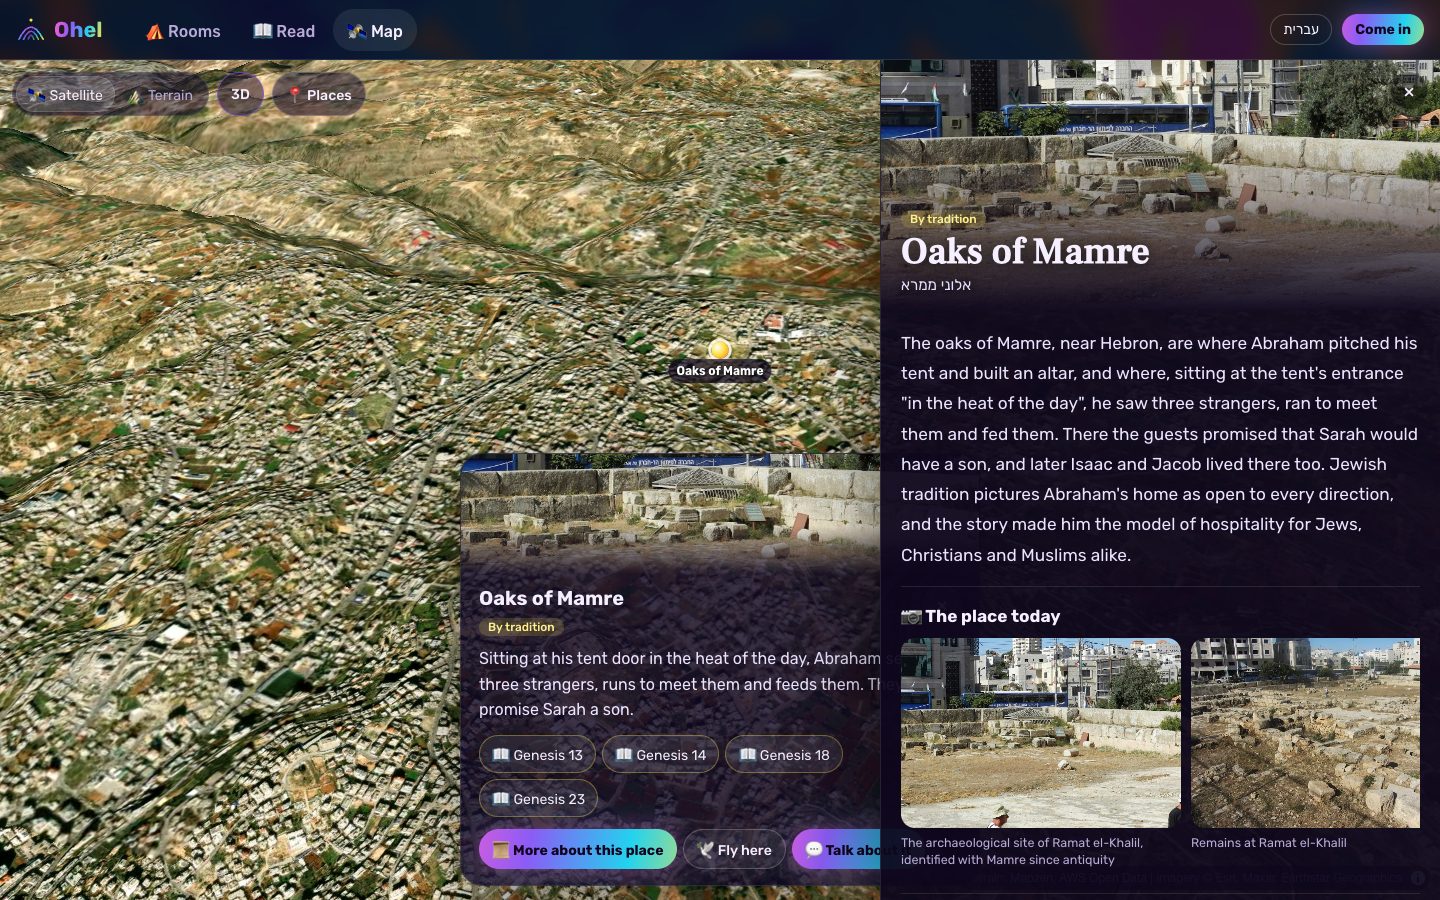 Ohel
Rooms
Read
Map
עברית
Come in
Satellite
Terrain
3D
Places
Oaks of Mamre
By tradition
Oaks of Mamre
אלוני ממרא
The oaks of Mamre, near Hebron, are where Abraham pitched his
tent and built an altar, and where, sitting at the tent's entrance
"in the heat of the day", he saw three strangers, ran to meet
them and fed them. There the guests promised that Sarah would
have a son, and later Isaac and Jacob lived there too. Jewish
tradition pictures Abraham's home as open to every direction,
and the story made him the model of hospitality for Jews,
Christians and Muslims alike.
The place today
The archaeological site of Ramat el-Khalil,
identified with Mamre since antiquity
Remains at Ramat el-Khalil
Oaks of Mamre
By tradition
Sitting at his tent door in the heat of the day, Abraham
three strangers, runs to meet them and feeds them.
promise Sarah a son.
Genesis 13
Genesis 14
Genesis 18
Genesis 23
More about this place
Fly here
Talk about